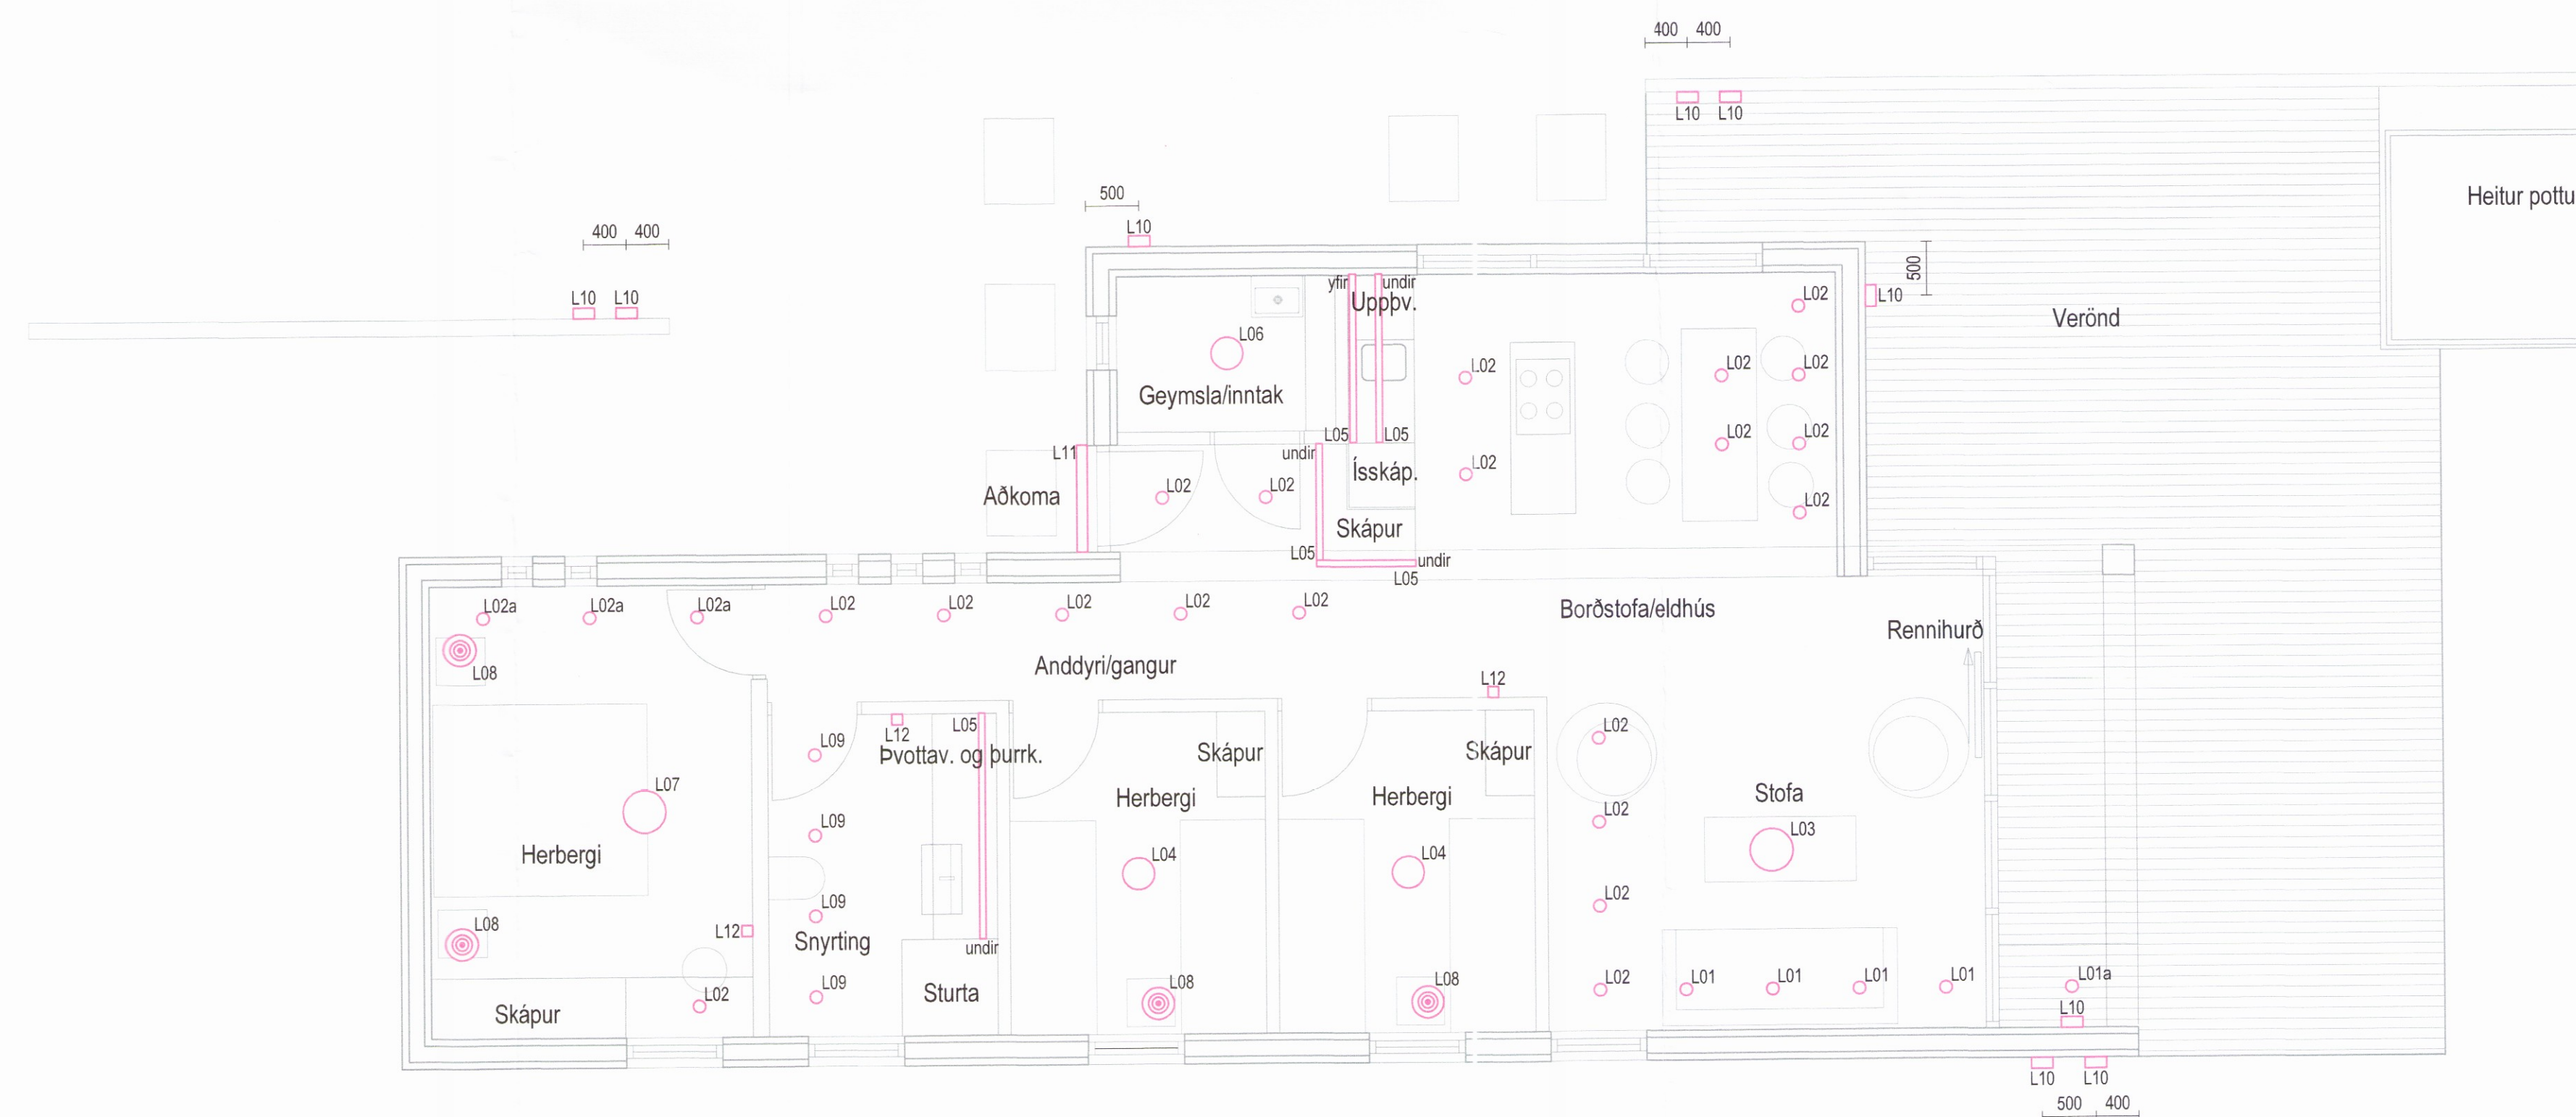 400 400
L10 L10
Heitur pottu
500
L10
400 400
L10 L10
500
L10
Verönd
yfir undir
Uppþv.
L02
L06
Geymsla/inntak
L02
L02 L02
L02 L02
L05 L05
L11
undir
Ísskáp.
L02
Aðkoma
L02 L02
L02
Skápur
L05
undir
L05
L02a L02a L02a L02 L02 L02 L02 L02
Borðstofa/eldhús
Rennihurð
L08
Anddyri/gangur
L12
L09
L12
L05
Þvottav. og þurrk.
Skápur
Skápur
L02
L07
Herbergi
Herbergi
Stofa
L09
L02
L03
Herbergi
L04
L04
L09
L02
L08
L12
Snyrting
undir
L09
L02
Skápur
Sturta
L08
L08
L02
L01 L01 L01 L01
L01a
L10
L10 L10
500 400